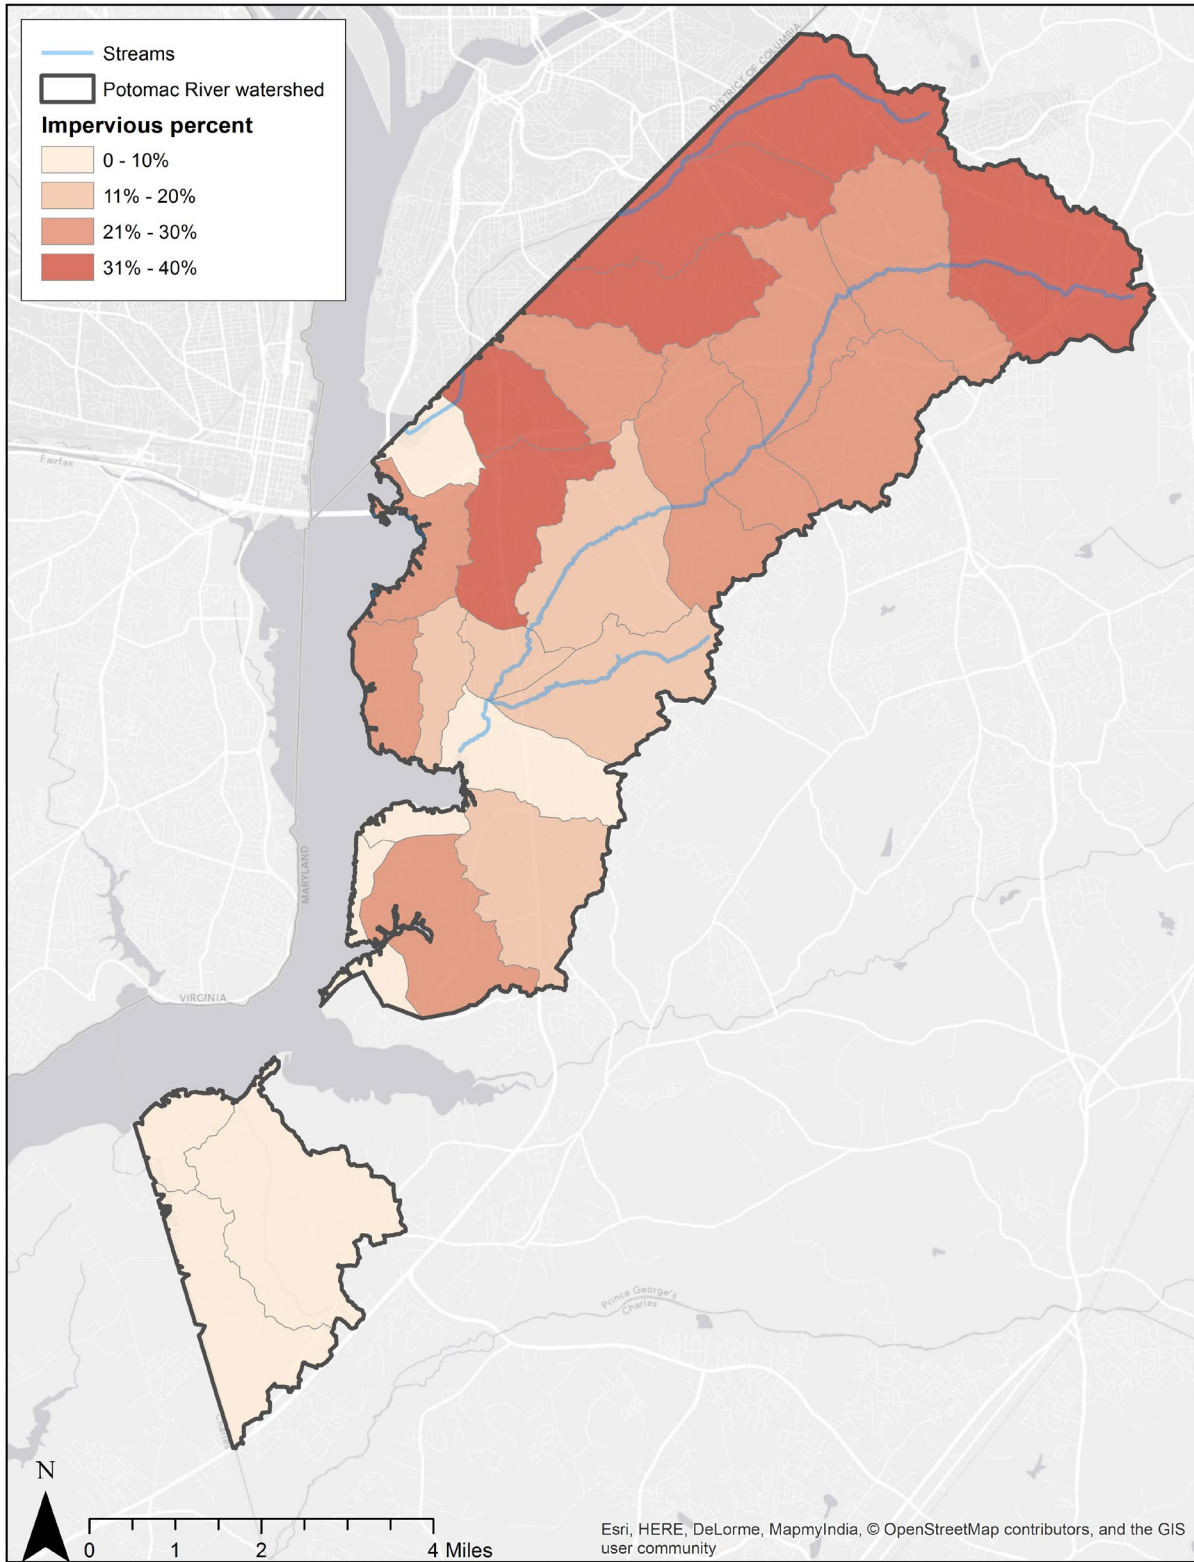 Streams
Potomac River watershed
Impervious percent
0 - 10%
11% - 20%
21% - 30%
31% - 40%
DISTRICT OF COLUMBIA
Fairfax
MARYLAND
VIRGINIA
Prince George's
Charles
Charles
N
0 1 2 4 Miles
Esri, HERE, DeLorme, MapmyIndia, © OpenStreetMap contributors, and the GIS
user community